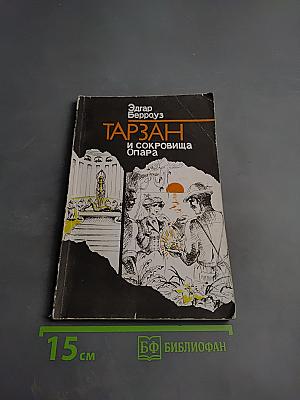 Эдгар
Берроуз
ТАРЗАН
И СОКРОВИЩА
ОПАРА
15 см
БФ БИБЛИОФАН